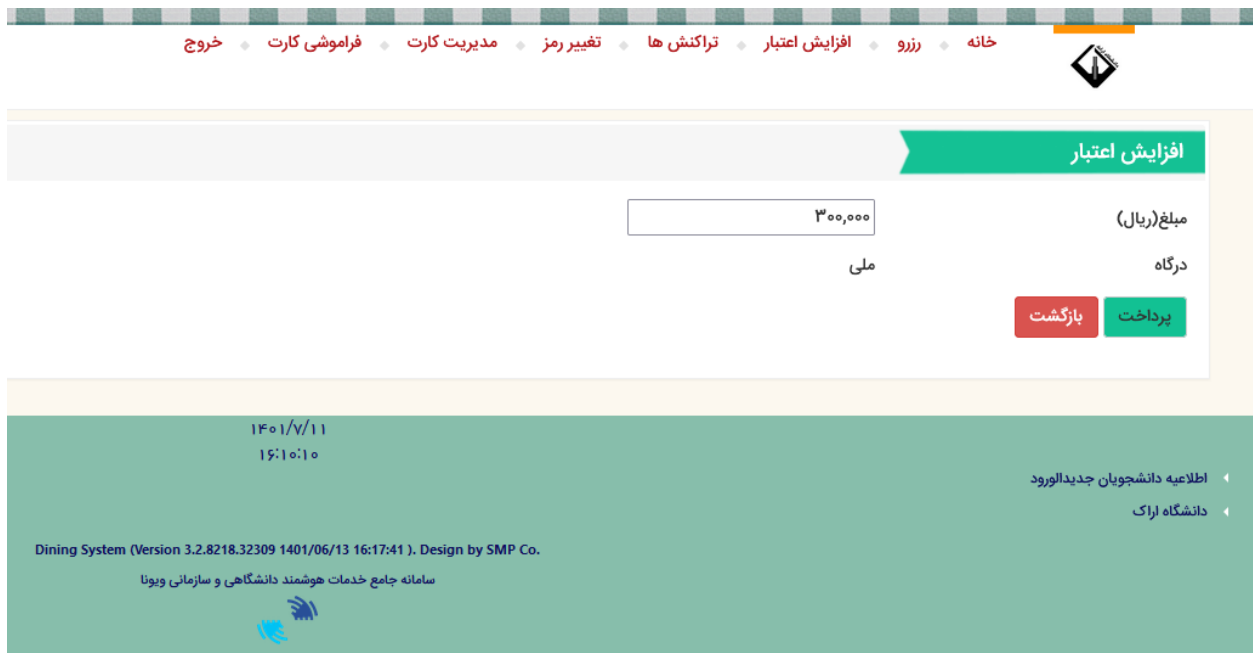 خانه رزرو افزایش اعتبار تراکنش ها تغییر رمز مدیریت کارت فراموشی کارت خروج
افزایش اعتبار
مبلغ(ریال) ۳۰۰,۰۰۰
درگاه ملی
پرداخت بازگشت
۱۴۰۱/۷/۱۱
۱۶:۱۰:۱۰
اطلاعیه دانشجویان جدیدالورود
دانشگاه اراک
Dining System (Version 3.2.8218.32309 1401/06/13 16:17:41 ). Design by SMP Co.
سامانه جامع خدمات هوشمند دانشگاهی و سازمانی ویونا